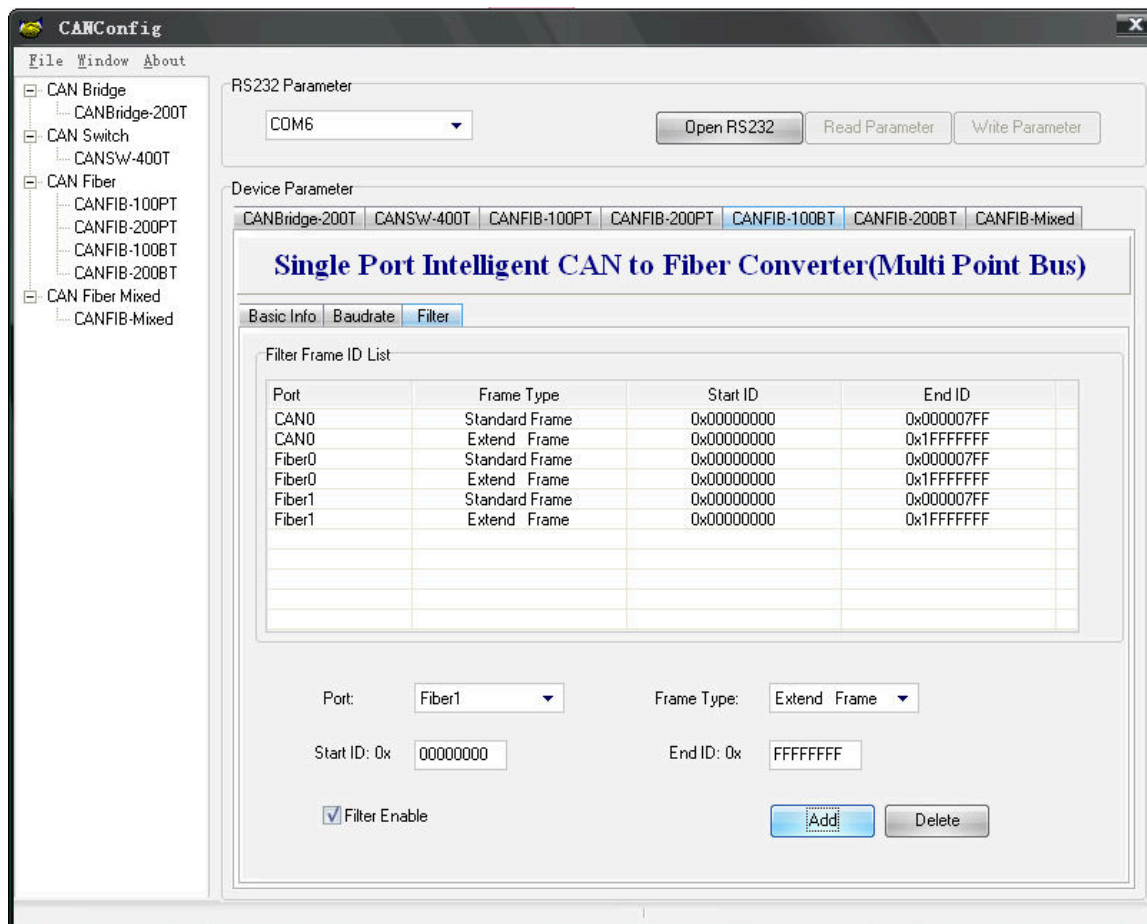 CANConfig
File Window About
CAN Bridge
CANBridge-200T
CAN Switch
CANSW-400T
CAN Fiber
CANFIB-100PT
CANFIB-200PT
CANFIB-100BT
CANFIB-200BT
CAN Fiber Mixed
CANFIB-Mixed
RS232 Parameter
COM6 Open RS232 Read Parameter Write Parameter
Device Parameter
CANBridge-200T CANSW-400T CANFIB-100PT CANFIB-200PT CANFIB-100BT CANFIB-200BT CANFIB-Mixed
Single Port Intelligent CAN to Fiber Converter(Multi Point Bus)
Basic Info Baudrate Filter
Filter Frame ID List
Port Frame Type Start ID End ID
CAN0 Standard Frame 0x00000000 0x000007FF
CAN0 Extend Frame 0x00000000 0x1FFFFFFF
Fiber0 Standard Frame 0x00000000 0x000007FF
Fiber0 Extend Frame 0x00000000 0x1FFFFFFF
Fiber1 Standard Frame 0x00000000 0x000007FF
Fiber1 Extend Frame 0x00000000 0x1FFFFFFF
Port: Fiber1 Frame Type: Extend Frame
Start ID: 0x 00000000 End ID: 0x FFFFFFFF
Filter Enable Add Delete